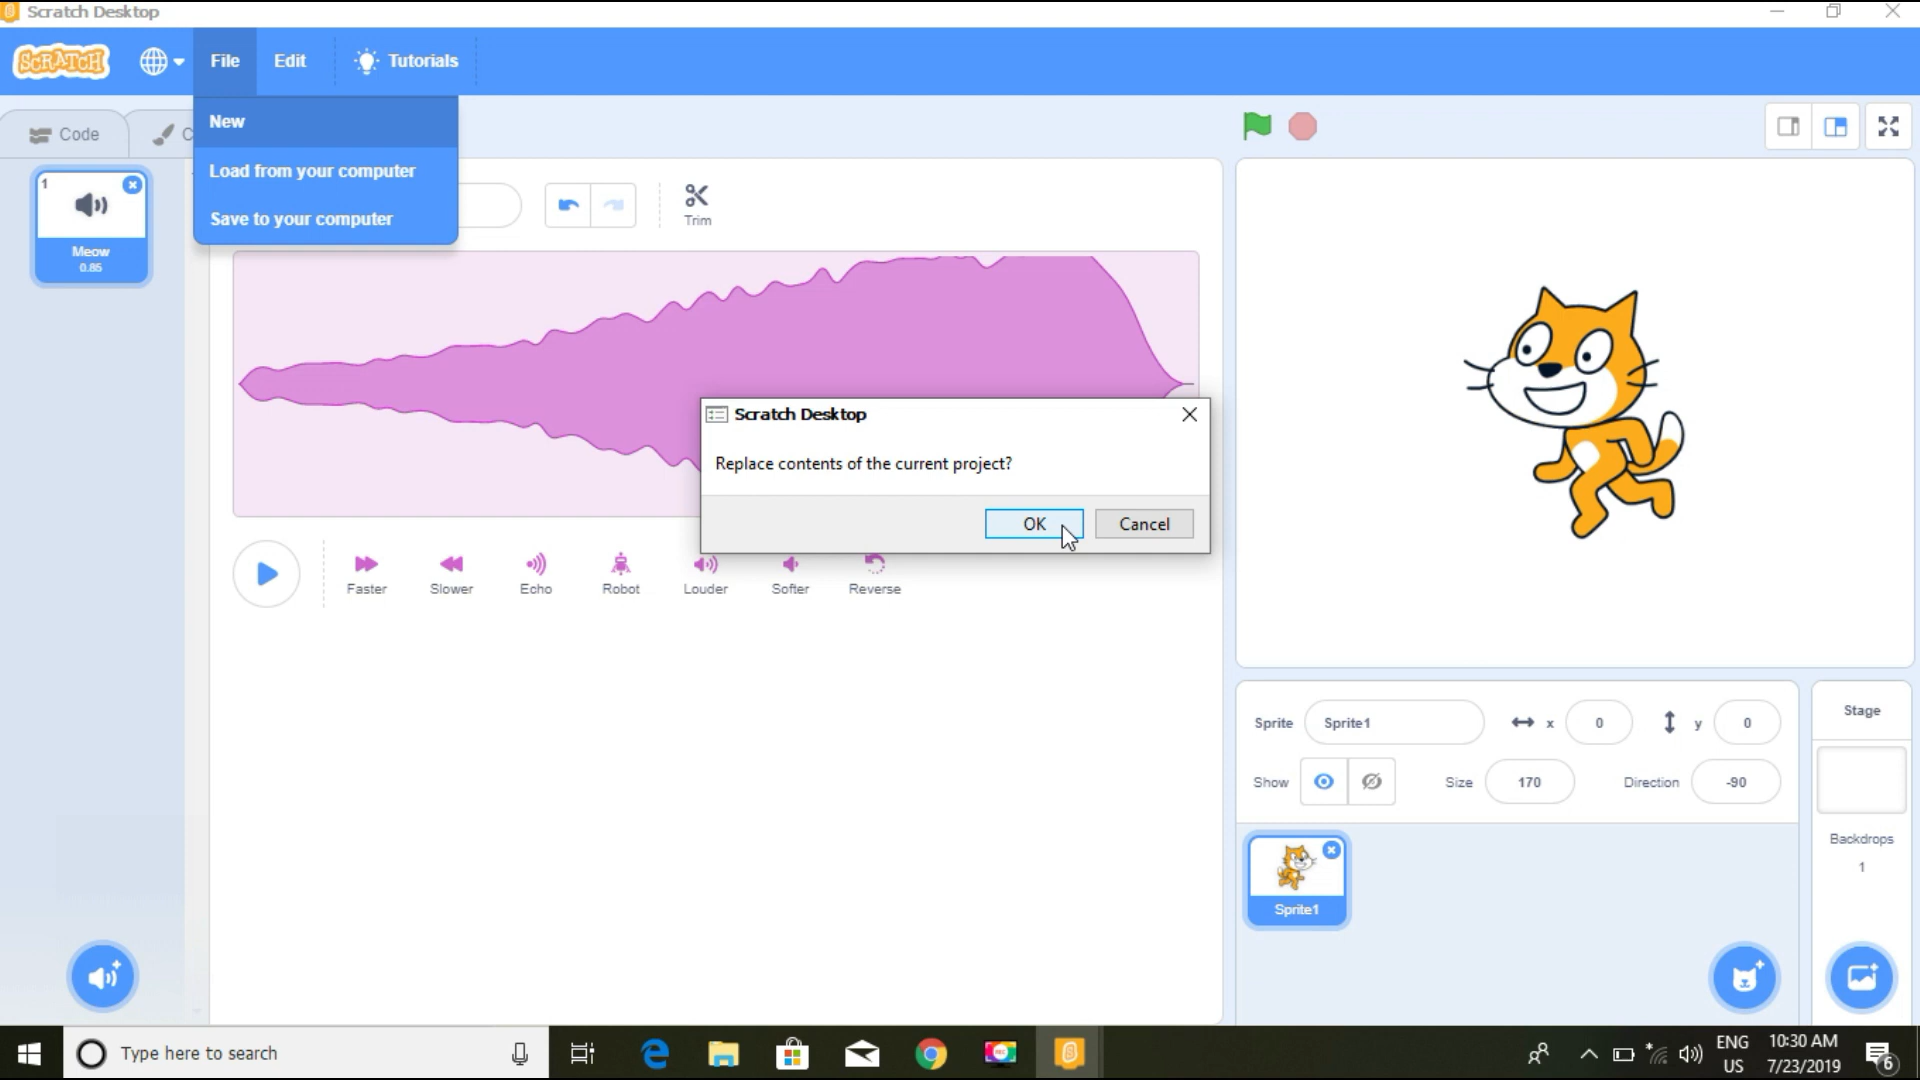 Scratch Desktop
SCRATCH
File
Edit
Tutorials
New
Load from your computer
Save to your computer
Code
C
1
Meow
0.85
Trim
Scratch Desktop
Replace contents of the current project?
OK
Cancel
Faster
Slower
Echo
Robot
Louder
Softer
Reverse
Sprite
Sprite1
x
0
y
0
Show
Size
170
Direction
-90
Sprite1
Stage
Backdrops
1
Type here to search
ENG
US
10:30 AM
7/23/2019
6